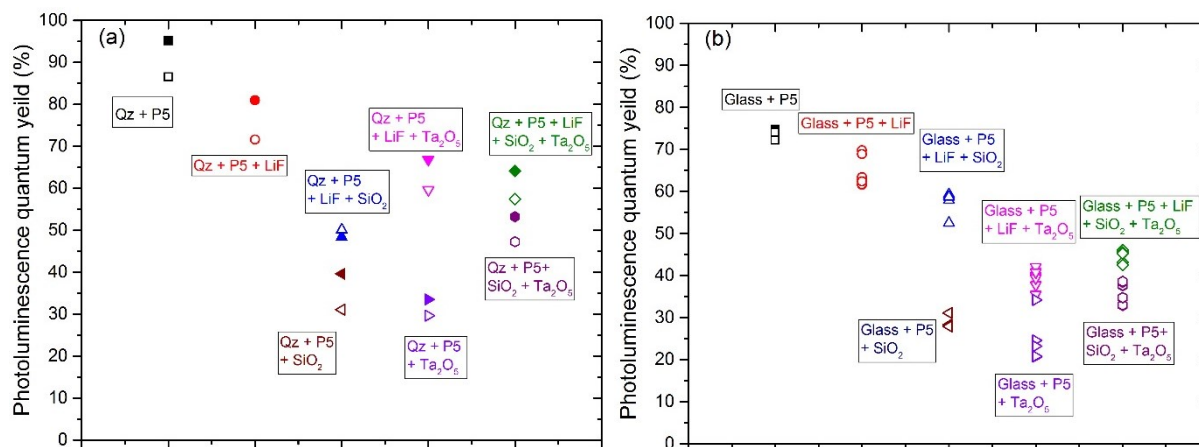 Photoluminescence quantum yeild (%)
(a)
100
95
90
80
70
60
50
40
30
20
10
0
Qz + P5
Qz + P5 + LiF
Qz + P5
+ LiF + SiO₂
Qz + P5
+ SiO₂
Qz + P5
+ LiF + Ta₂O₅
Qz + P5
+ Ta₂O₅
Qz + P5 + LiF
+ SiO₂ + Ta₂O₅
Qz + P5+
SiO₂ + Ta₂O₅
Photoluminescence quantum yeild (%)
(b)
100
90
80
70
60
50
40
30
20
10
0
Glass + P5
Glass + P5 + LiF
Glass + P5
+ LiF + SiO₂
Glass + P5
+ SiO₂
Glass + P5
+ LiF + Ta₂O₅
Glass + P5
+ Ta₂O₅
Glass + P5 + LiF
+ SiO₂ + Ta₂O₅
Glass + P5+
SiO₂ + Ta₂O₅